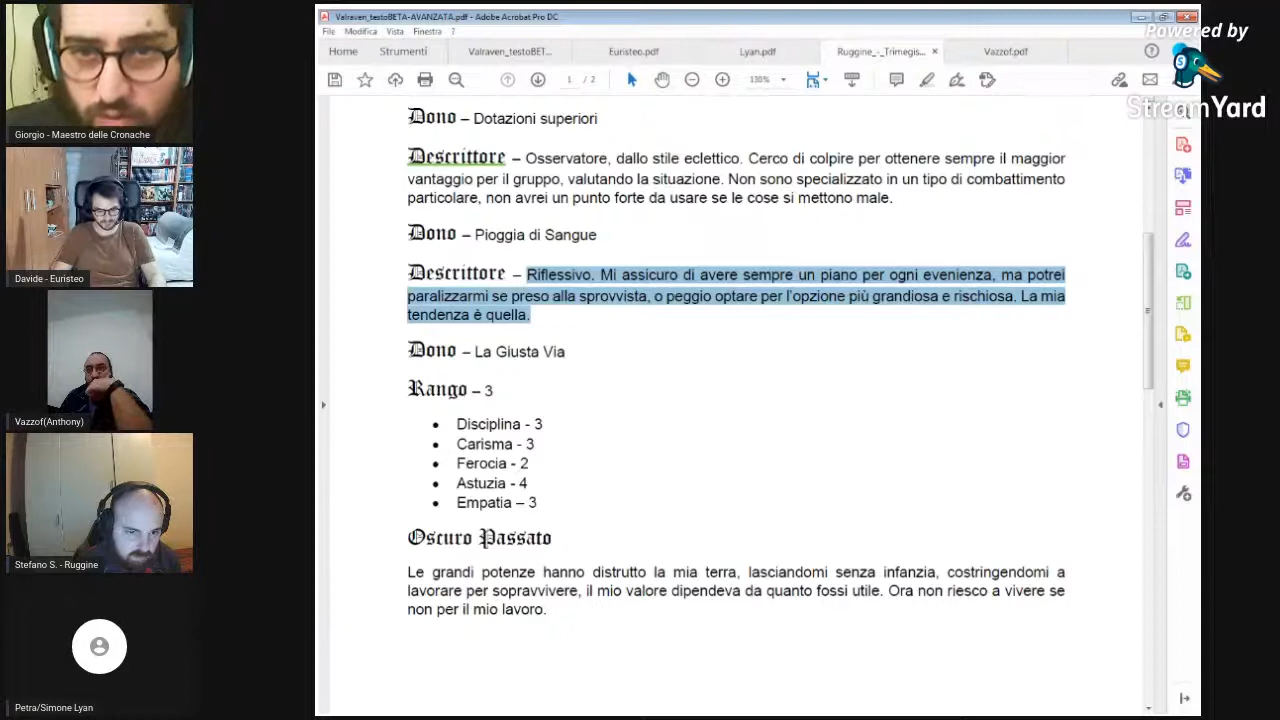 Valraven_testoBETA-AVANZATA.pdf - Adobe Acrobat Pro DC
File Modifica Vista Finestra ?
Home Strumenti Valraven_testoBET... Euristeo.pdf Lyan.pdf Ruggine_-_Trimegis... × Vazzof.pdf
1 / 2 130%
Powered by
StreamYard
Giorgio - Maestro delle Cronache
Davide - Euristeo
Vazzof(Anthony)
Stefano S. - Ruggine
Petra/Simone Lyan
Dono – Dotazioni superiori
Descrittore – Osservatore, dallo stile eclettico. Cerco di colpire per ottenere sempre il maggior
vantaggio per il gruppo, valutando la situazione. Non sono specializzato in un tipo di combattimento
particolare, non avrei un punto forte da usare se le cose si mettono male.
Dono – Pioggia di Sangue
Descrittore – Riflessivo. Mi assicuro di avere sempre un piano per ogni evenienza, ma potrei
paralizzarmi se preso alla sprovvista, o peggio optare per l'opzione più grandiosa e rischiosa. La mia
tendenza è quella.
Dono – La Giusta Via
Rango – 3
• Disciplina - 3
• Carisma - 3
• Ferocia - 2
• Astuzia - 4
• Empatia – 3
Oscuro Passato
Le grandi potenze hanno distrutto la mia terra, lasciandomi senza infanzia, costringendomi a
lavorare per sopravvivere, il mio valore dipendeva da quanto fossi utile. Ora non riesco a vivere se
non per il mio lavoro.